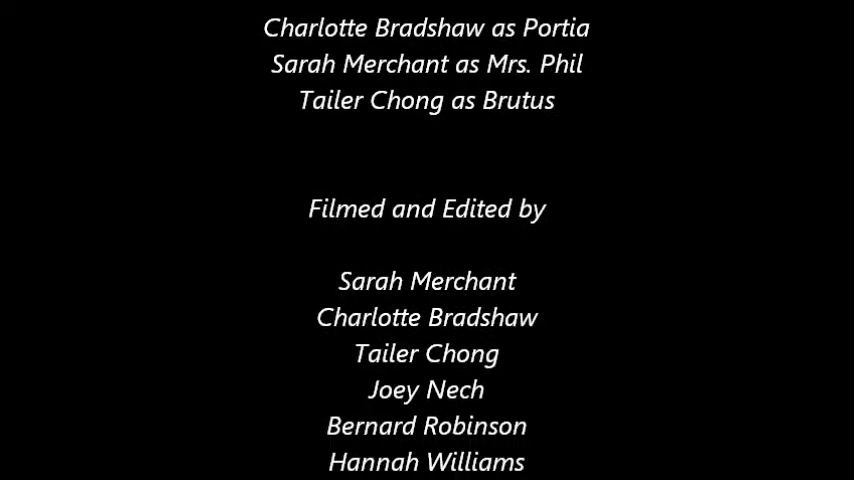 Charlotte Bradshaw as Portia
Sarah Merchant as Mrs. Phil
Tailer Chong as Brutus
Filmed and Edited by
Sarah Merchant
Charlotte Bradshaw
Tailer Chong
Joey Nech
Bernard Robinson
Hannah Williams